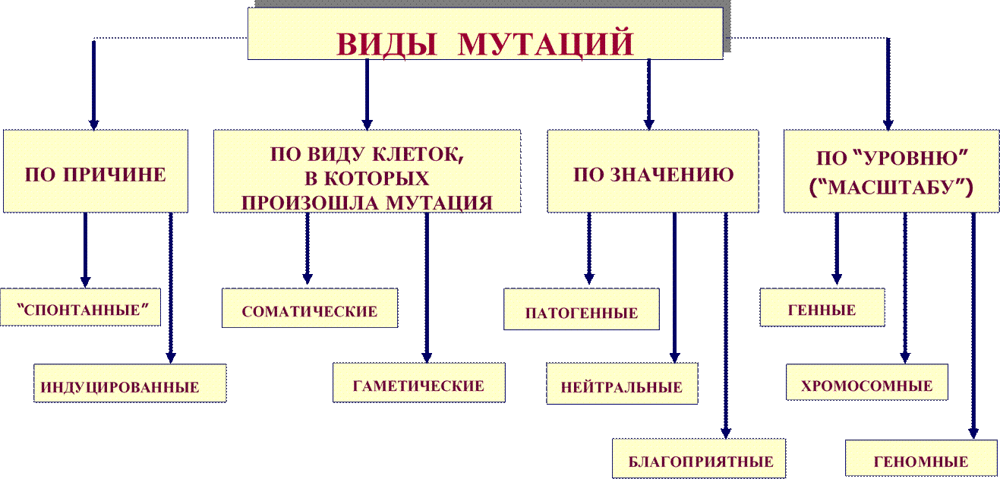 ВИДЫ МУТАЦИЙ
ПО ПРИЧИНЕ
ПО ВИДУ КЛЕТОК,
В КОТОРЫХ
ПРОИЗОШЛА МУТАЦИЯ
ПО ЗНАЧЕНИЮ
ПО “УРОВНЮ”
(“МАСШТАБУ”)
“СПОНТАННЫЕ”
ИНДУЦИРОВАННЫЕ
СОМАТИЧЕСКИЕ
ГАМЕТИЧЕСКИЕ
ПАТОГЕННЫЕ
НЕЙТРАЛЬНЫЕ
БЛАГОПРИЯТНЫЕ
ГЕННЫЕ
ХРОМОСОМНЫЕ
ГЕНОМНЫЕ